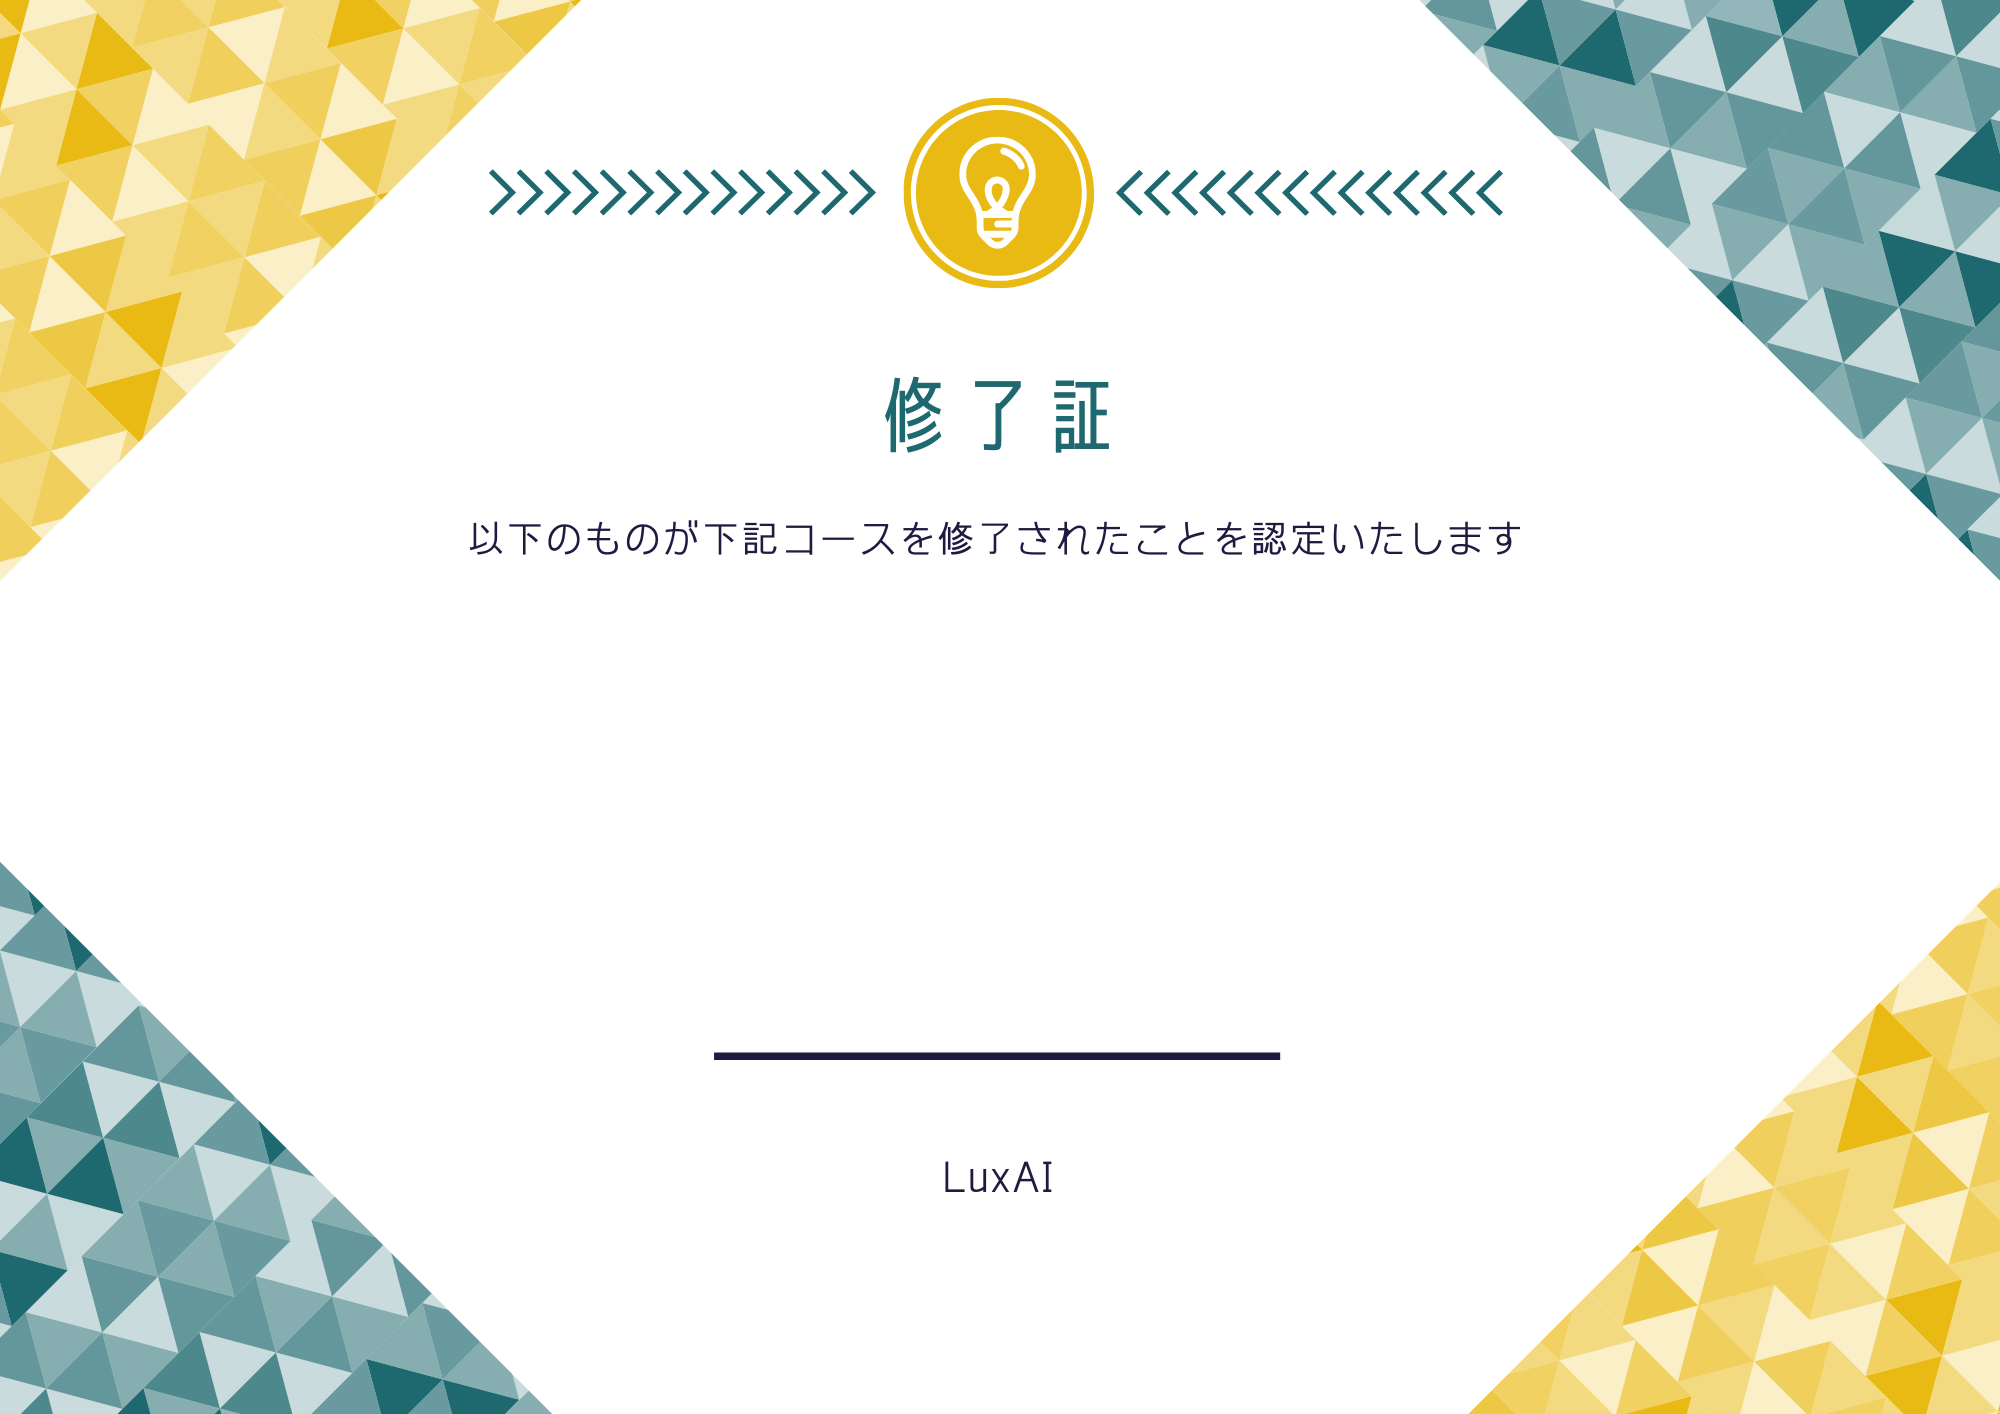 修了証
以下のものが下記コースを修了されたことを認定いたします
LuxAI